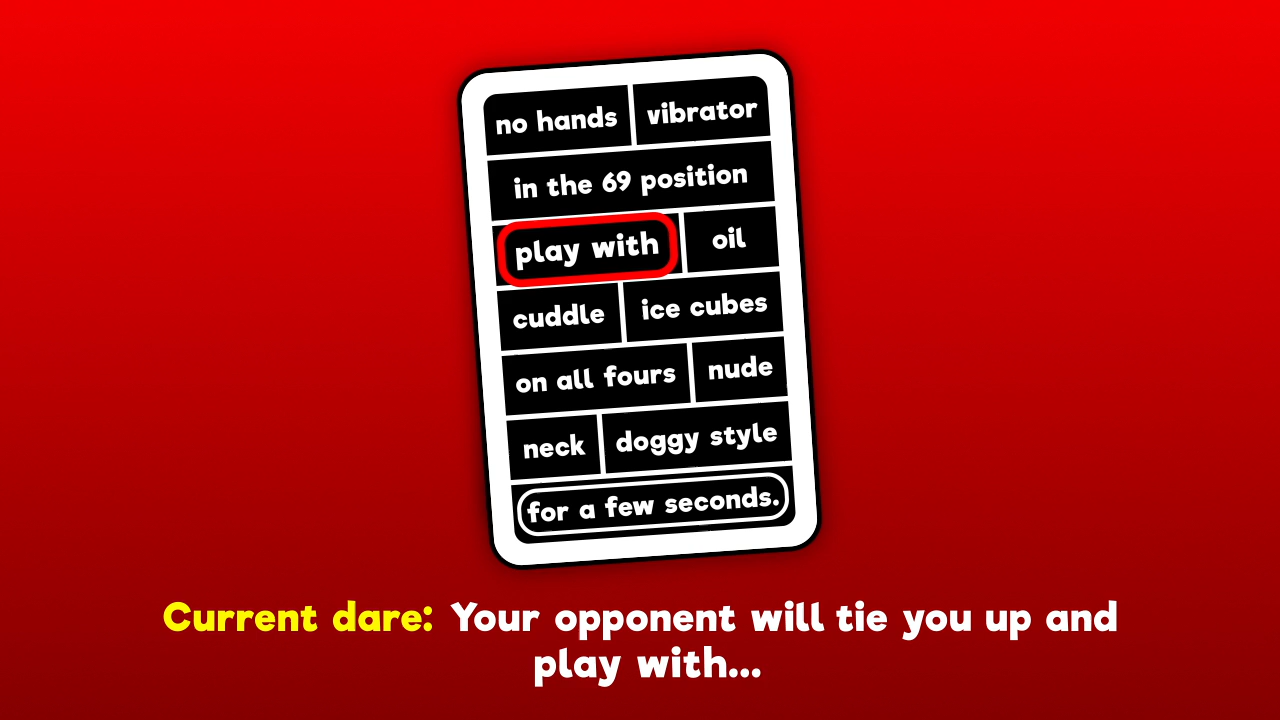 no hands vibrator
in the 69 position
play with oil
cuddle ice cubes
on all fours nude
neck doggy style
for a few seconds.
Current dare: Your opponent will tie you up and
play with...